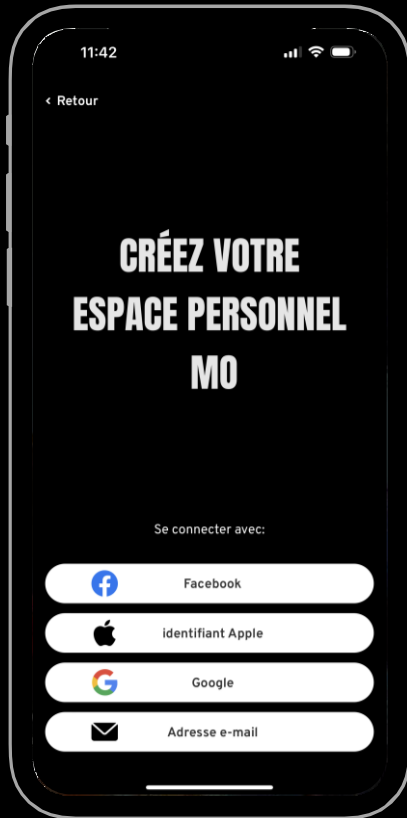 11:42
‹ Retour
CRÉEZ VOTRE
ESPACE PERSONNEL
MO
Se connecter avec:
Facebook
identifiant Apple
Google
Adresse e-mail